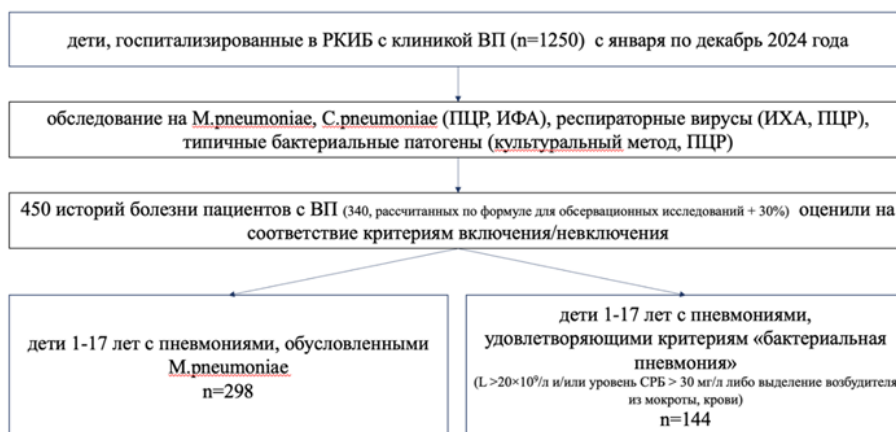 дети, госпитализированные в РКИБ с клиникой ВП (n=1250) с января по декабрь 2024 года
обследование на M.pneumoniae, C.pneumoniae (ПЦР, ИФА), респираторные вирусы (ИХА, ПЦР),
типичные бактериальные патогены (культуральный метод, ПЦР)
450 историй болезни пациентов с ВП (340, рассчитанных по формуле для обсервационных исследований + 30%) оценили на
соответствие критериям включения/невключения
дети 1-17 лет с пневмониями, обусловленными
M.pneumoniae
n=298
дети 1-17 лет с пневмониями,
удовлетворяющими критериям «бактериальная
пневмония»
(L >20×10⁹/л и/или уровень СРБ > 30 мг/л либо выделение возбудителя
из мокроты, крови)
n=144